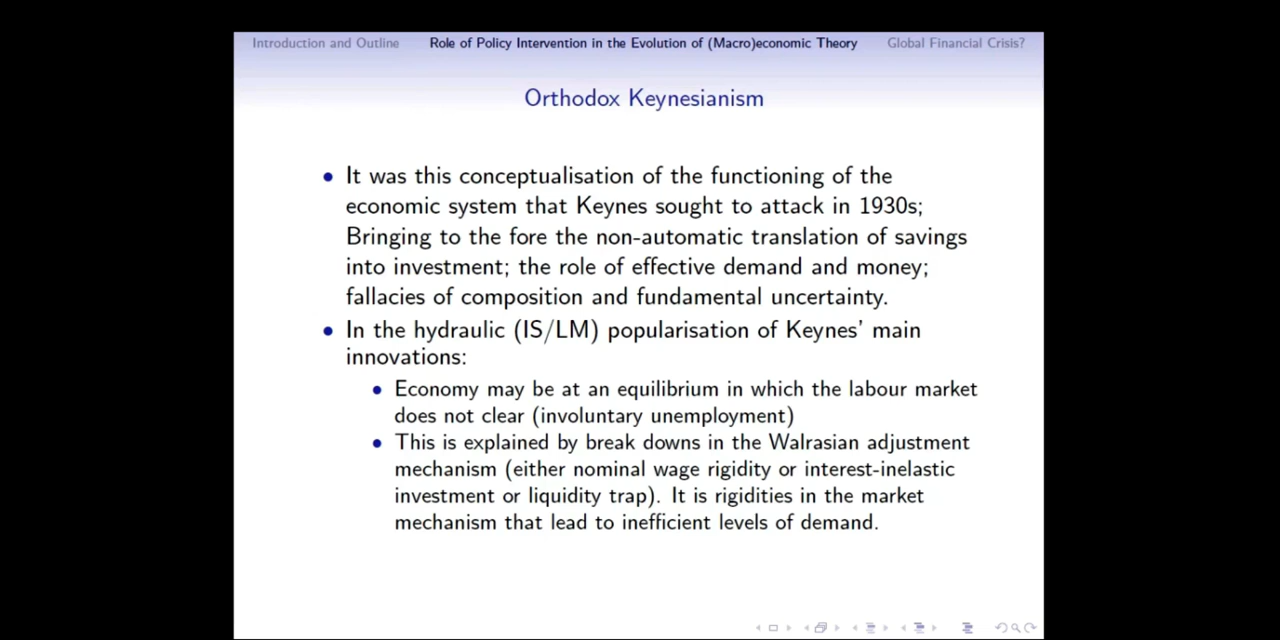 Introduction and Outline Role of Policy Intervention in the Evolution of (Macro)economic Theory Global Financial Crisis?
Orthodox Keynesianism
• It was this conceptualisation of the functioning of the
economic system that Keynes sought to attack in 1930s;
Bringing to the fore the non-automatic translation of savings
into investment; the role of effective demand and money;
fallacies of composition and fundamental uncertainty.
• In the hydraulic (IS/LM) popularisation of Keynes' main
innovations:
• Economy may be at an equilibrium in which the labour market
does not clear (involuntary unemployment)
• This is explained by break downs in the Walrasian adjustment
mechanism (either nominal wage rigidity or interest-inelastic
investment or liquidity trap). It is rigidities in the market
mechanism that lead to inefficient levels of demand.